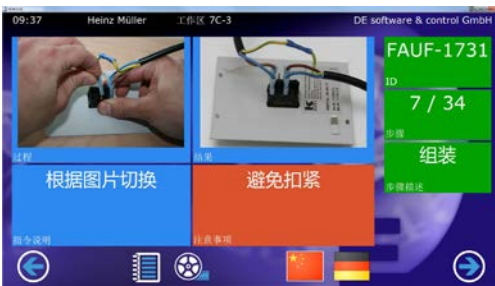 09:37 Heinz Müller 工作区 7C-3 DE software & control GmbH
过程
结果
FAUF-1731
ID
7 / 34
步骤
组装
步骤描述
根据图片切换
指令说明
避免扣紧
注意事项